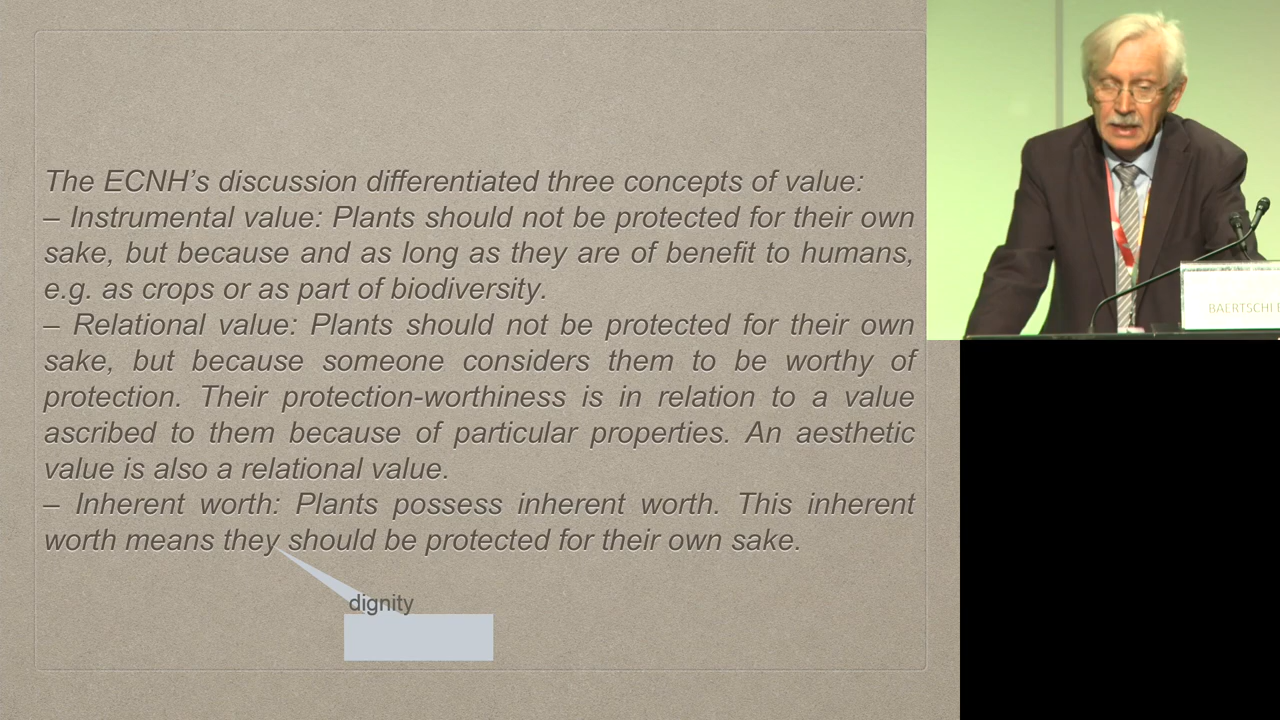 The ECNH’s discussion differentiated three concepts of value:
– Instrumental value: Plants should not be protected for their own
sake, but because and as long as they are of benefit to humans,
e.g. as crops or as part of biodiversity.
– Relational value: Plants should not be protected for their own
sake, but because someone considers them to be worthy of
protection. Their protection-worthiness is in relation to a value
ascribed to them because of particular properties. An aesthetic
value is also a relational value.
– Inherent worth: Plants possess inherent worth. This inherent
worth means they should be protected for their own sake.
dignity
BAERTSCHI